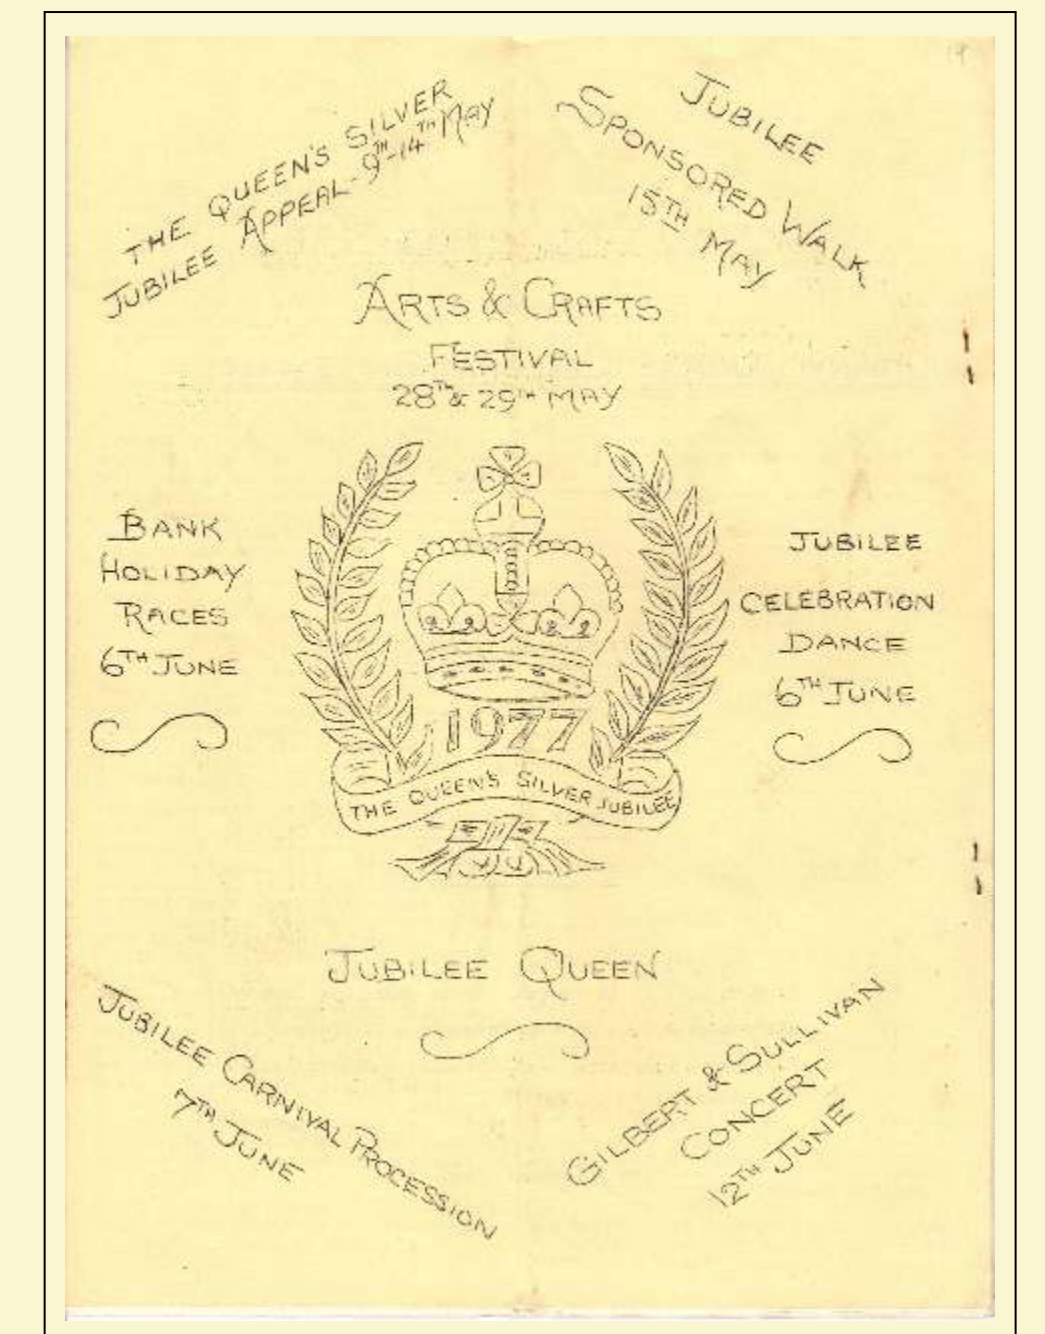 THE QUEEN'S SILVER
JUBILEE APPEAL - 9TH-14TH MAY
JUBILEE
SPONSORED WALK
15TH MAY
ARTS & CRAFTS
FESTIVAL
28TH & 29TH MAY
BANK
HOLIDAY
RACES
6TH JUNE
JUBILEE
CELEBRATION
DANCE
6TH JUNE
1977
THE QUEEN'S SILVER JUBILEE
JUBILEE QUEEN
JUBILEE CARNIVAL PROCESSION
7TH JUNE
GILBERT & SULLIVAN
CONCERT
12TH JUNE